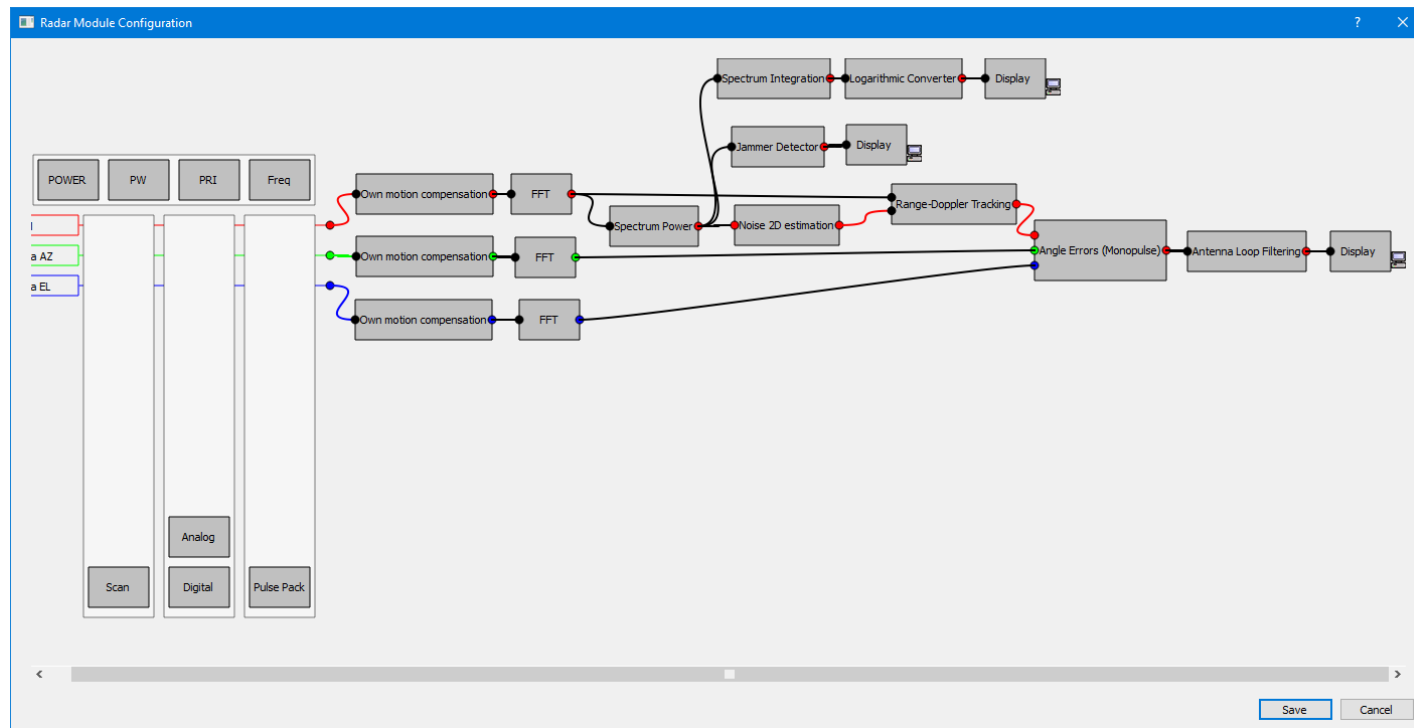 Radar Module Configuration
?
Spectrum Integration
Logarithmic Converter
Display
Jammer Detector
Display
POWER
PW
PRI
Freq
Own motion compensation
FFT
Range-Doppler Tracking
Spectrum Power
Noise 2D estimation
a AZ
Own motion compensation
FFT
Angle Errors (Monopulse)
Antenna Loop Filtering
Display
a EL
Own motion compensation
FFT
Analog
Scan
Digital
Pulse Pack
Save
Cancel